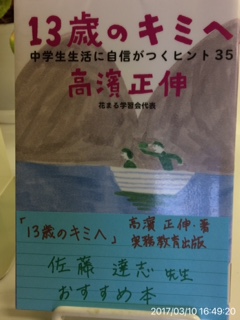 13歳のキミへ
中学生生活に自信がつくヒント35
高濱正伸
花まる学習会代表
「13歳のキミへ」 高濱 正伸・著
実務教育出版
佐藤 達志 先生
おすすめ本
2017/03/10 16:49:20